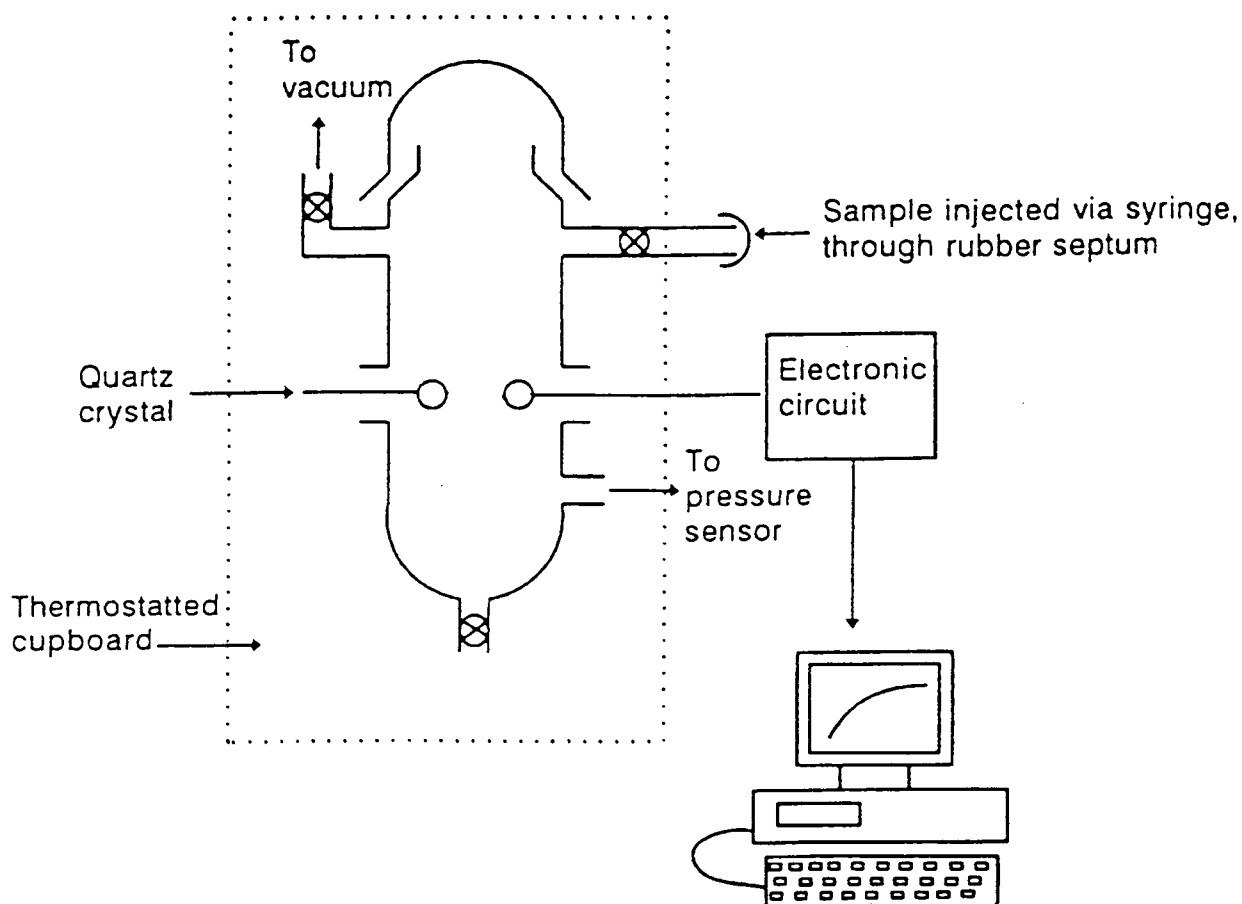 To
vacuum
Sample injected via syringe,
through rubber septum
Quartz
crystal
Electronic
circuit
To
pressure
sensor
Thermostatted
cupboard